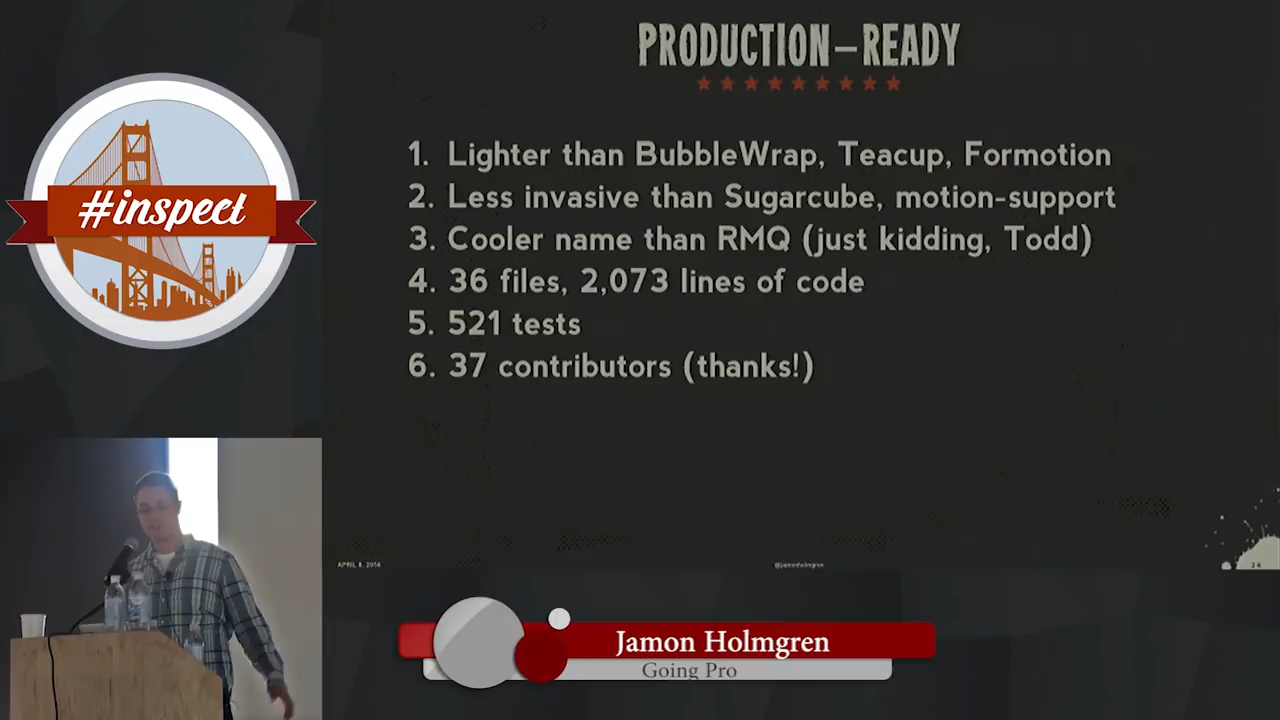 PRODUCTION–READY
#inspect
1. Lighter than BubbleWrap, Teacup, Formotion
2. Less invasive than Sugarcube, motion-support
3. Cooler name than RMQ (just kidding, Todd)
4. 36 files, 2,073 lines of code
5. 521 tests
6. 37 contributors (thanks!)
APRIL 8, 2014
@jamonholmgren
26
Jamon Holmgren
Going Pro